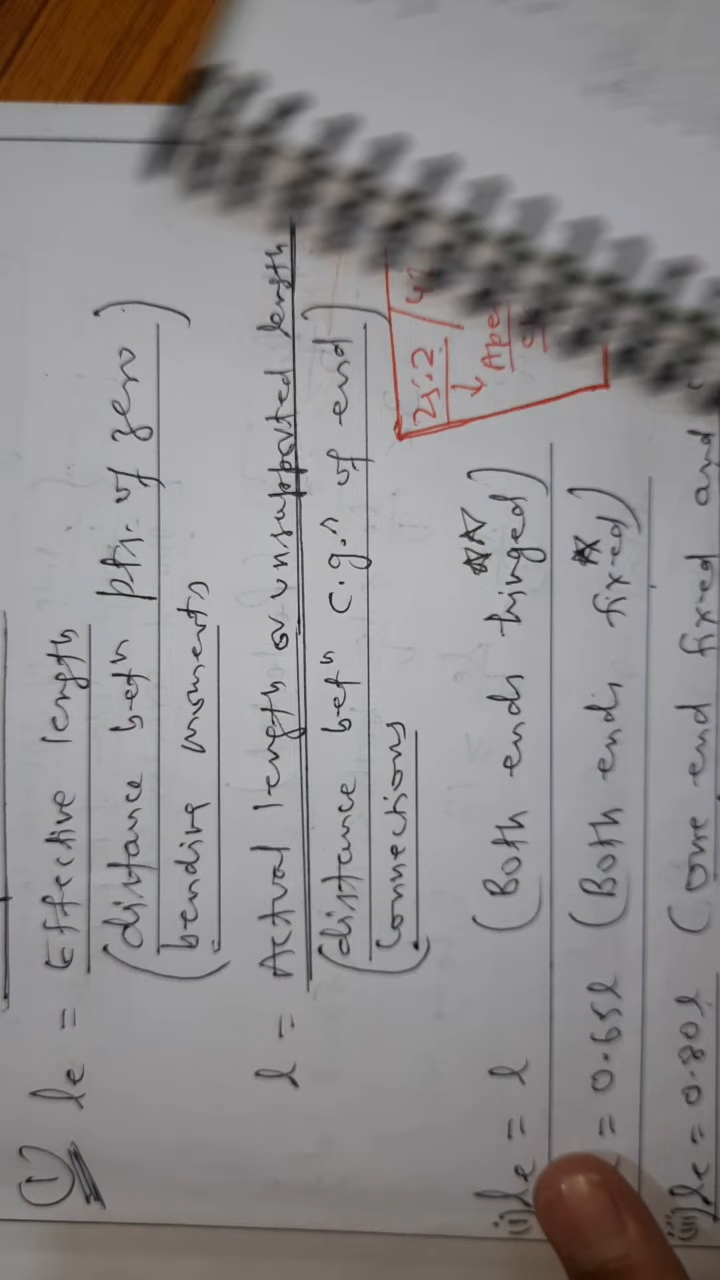 (1) le = Effective length
(distance betn pts. of zero
bending moments)
l = Actual length or unsupported length
(distance betn c.g.s of end
connections)
25.2 /
↓
Ape
(i) le = l (Both ends hinged)
= 0.65l (Both ends fixed)
(iii) le = 0.80l (one end fixed and